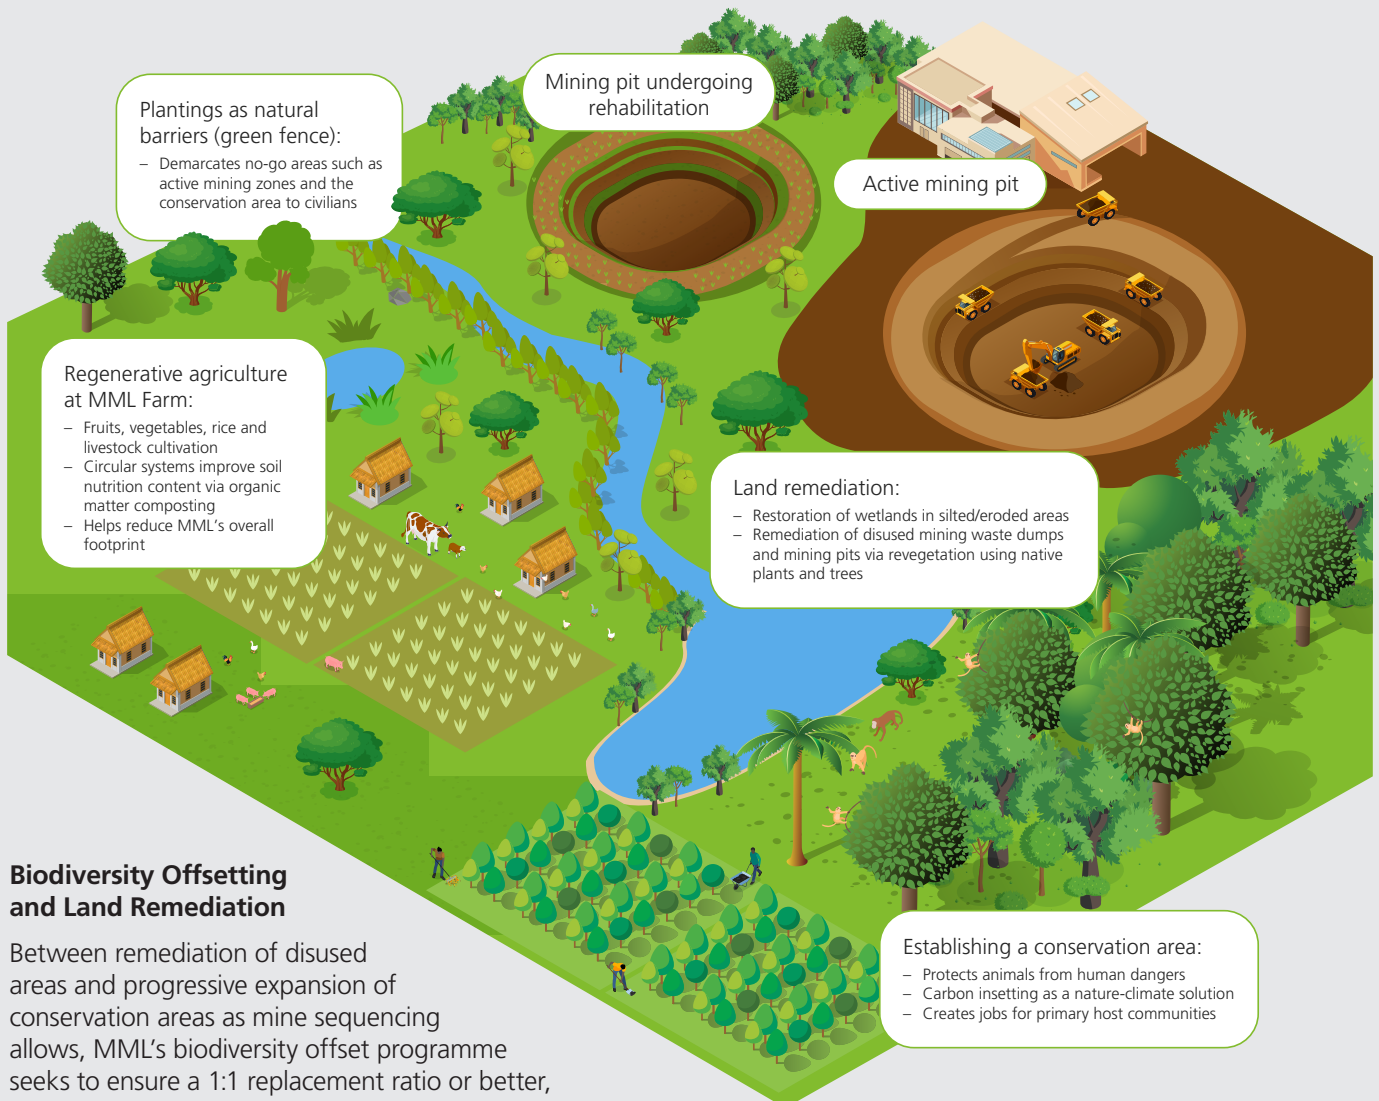 Mining pit undergoing
rehabilitation
Plantings as natural
barriers (green fence):
– Demarcates no-go areas such as
active mining zones and the
conservation area to civilians
Active mining pit
Regenerative agriculture
at MML Farm:
– Fruits, vegetables, rice and
livestock cultivation
– Circular systems improve soil
nutrition content via organic
matter composting
– Helps reduce MML's overall
footprint
Land remediation:
– Restoration of wetlands in silted/eroded areas
– Remediation of disused mining waste dumps
and mining pits via revegetation using native
plants and trees
Biodiversity Offsetting
and Land Remediation
Between remediation of disused
areas and progressive expansion of
conservation areas as mine sequencing
allows, MML's biodiversity offset programme
seeks to ensure a 1:1 replacement ratio or better,
Establishing a conservation area:
– Protects animals from human dangers
– Carbon insetting as a nature-climate solution
– Creates jobs for primary host communities